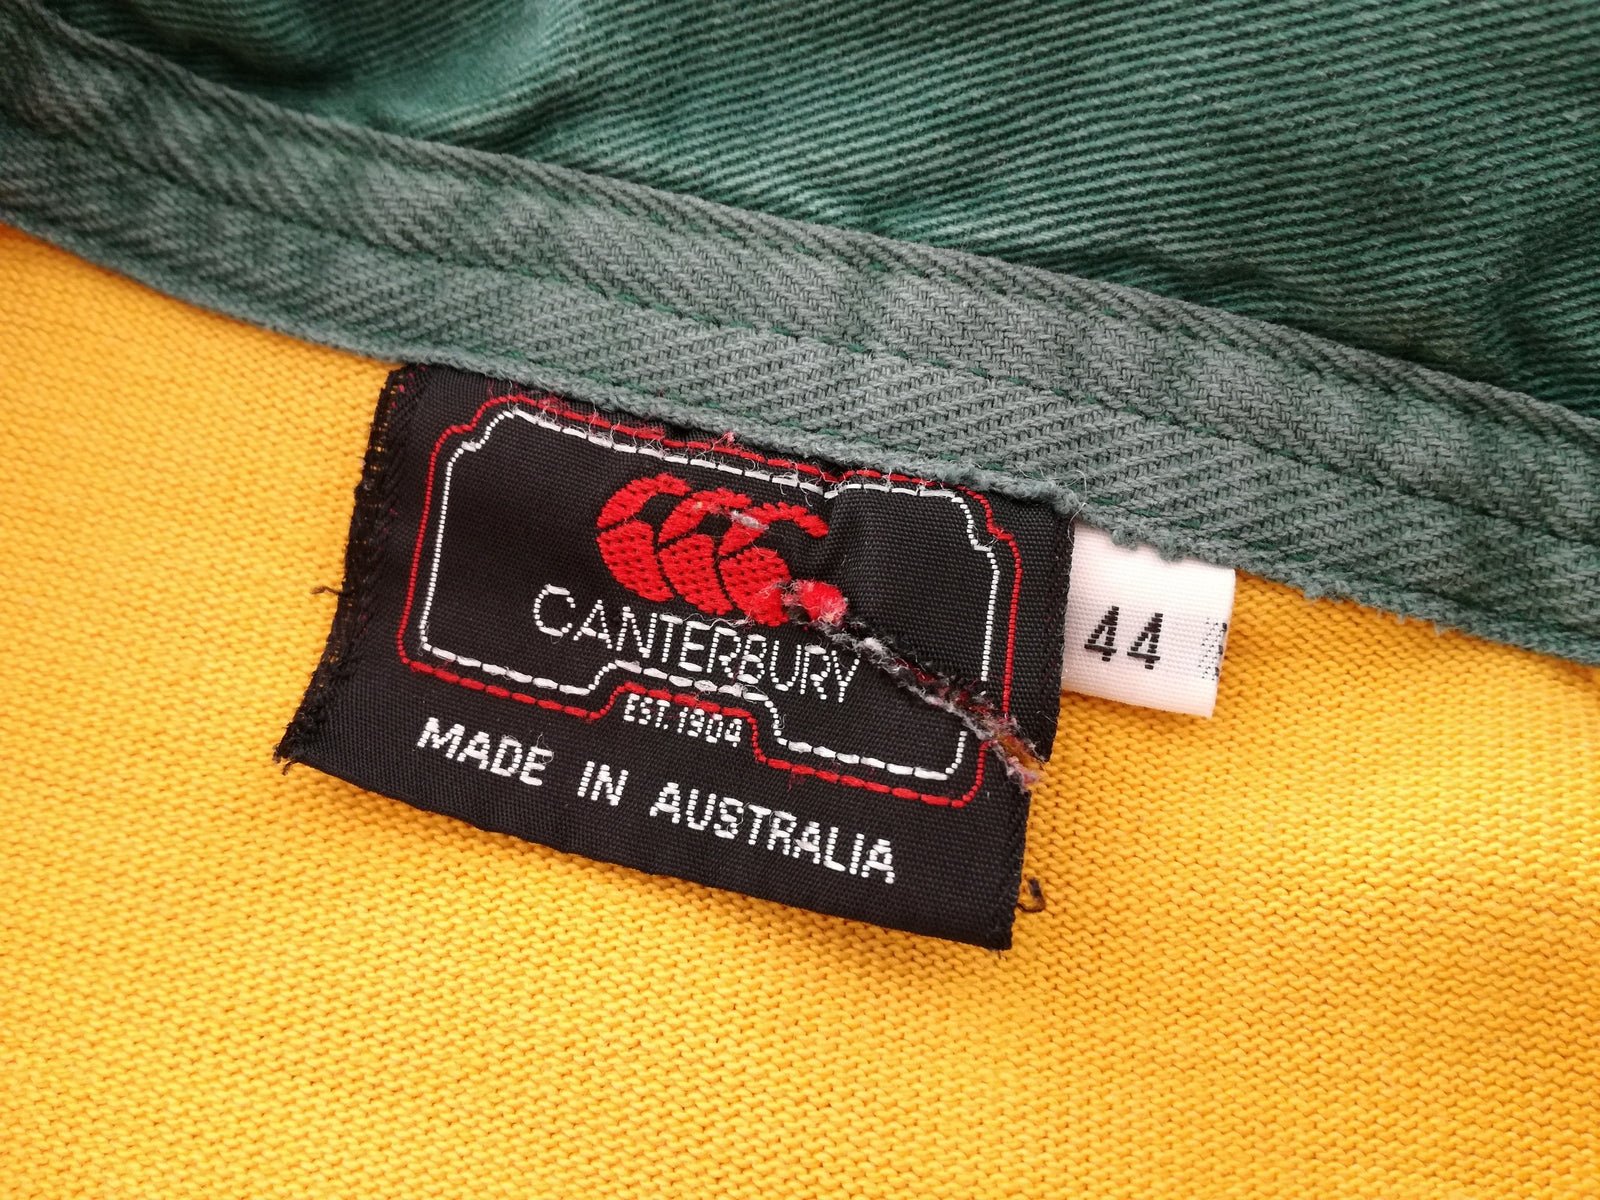 CANTERBURY
EST. 1904
MADE IN AUSTRALIA
44